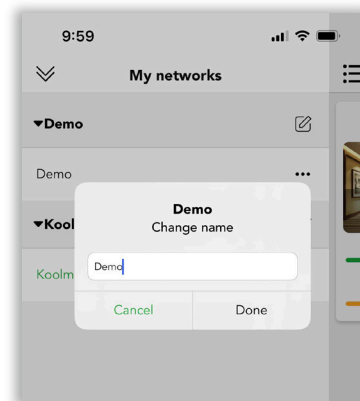 9:59
My networks
Demo
Demo
Demo
Change name
Kool
Demo
Koolm
Cancel
Done